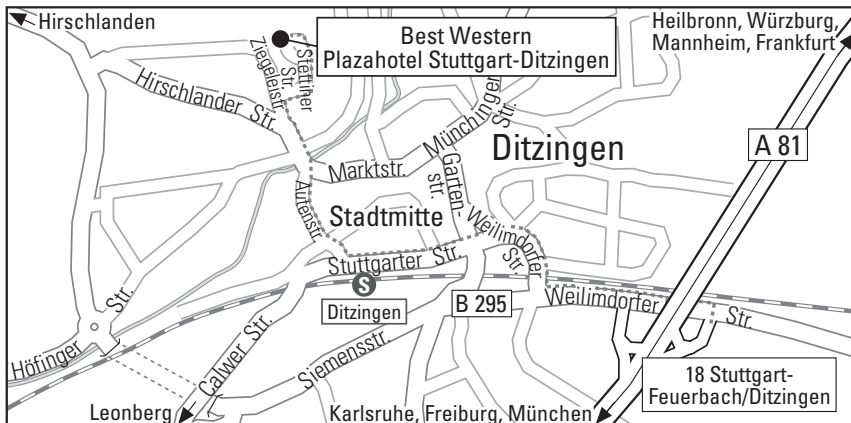 Hirschlanden
Best Western
Plazahotel Stuttgart-Ditzingen
Heilbronn, Würzburg,
Mannheim, Frankfurt
Ziegeleistr.
Stettiner
Str.
Hirschlander Str.
Münchinger
Str.
Ditzingen
A 81
Marktstr.
Garten-
str.
Autenstr.
Stadtmitte
Weilimdorfer
Str.
Stuttgarter Str.
S
Ditzingen
B 295
Weilimdorfer
Str.
Höfinger Str.
Calwer Str.
Siemensstr.
18 Stuttgart-
Feuerbach/Ditzingen
Leonberg
Karlsruhe, Freiburg, München